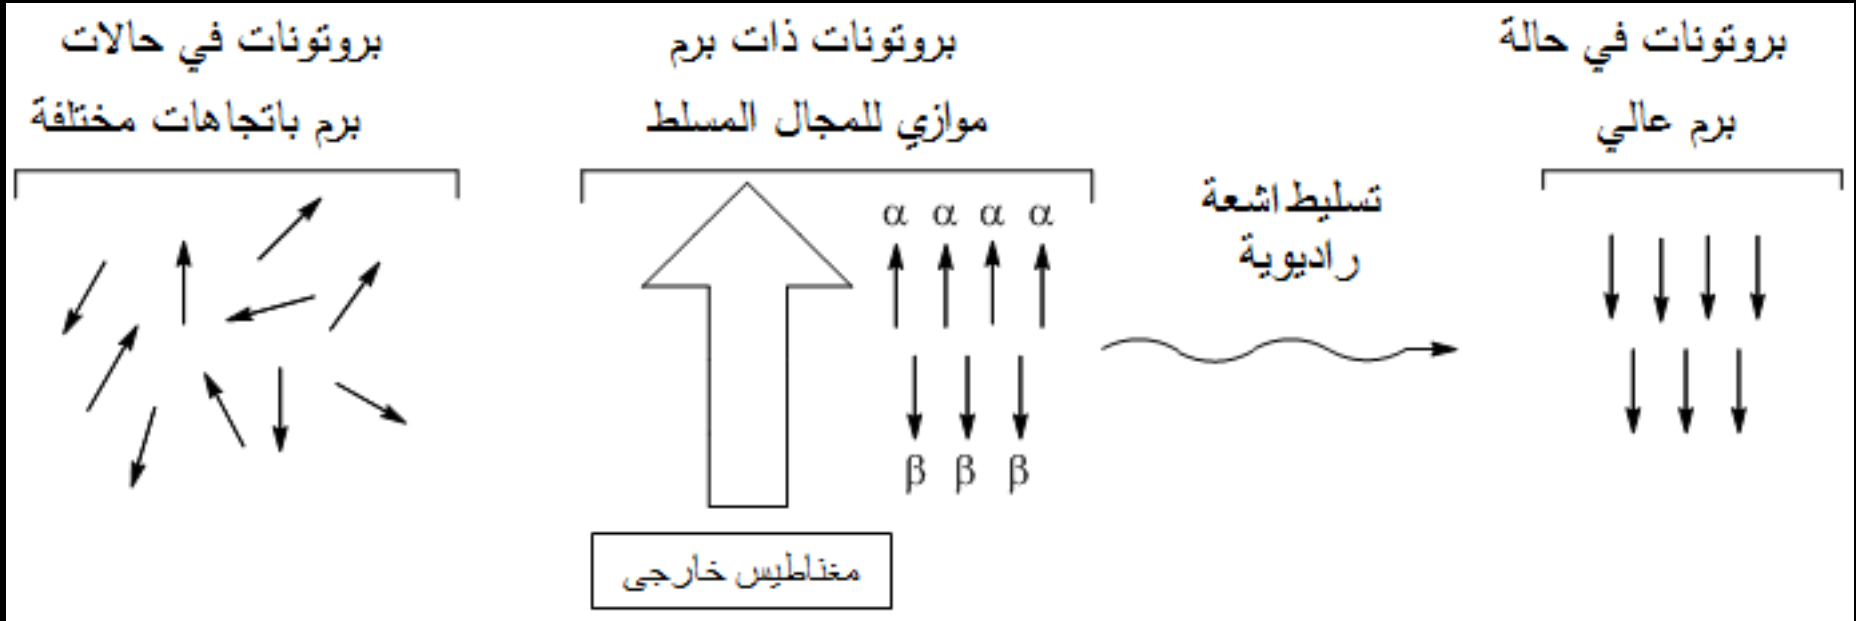 بروتونات في حالات
برم باتجاهات مختلفة
بروتونات ذات برم
موازي للمجال المسلط
α α α α
β β β
مغناطيس خارجي
تسليط اشعة
راديوية
بروتونات في حالة
برم عالي